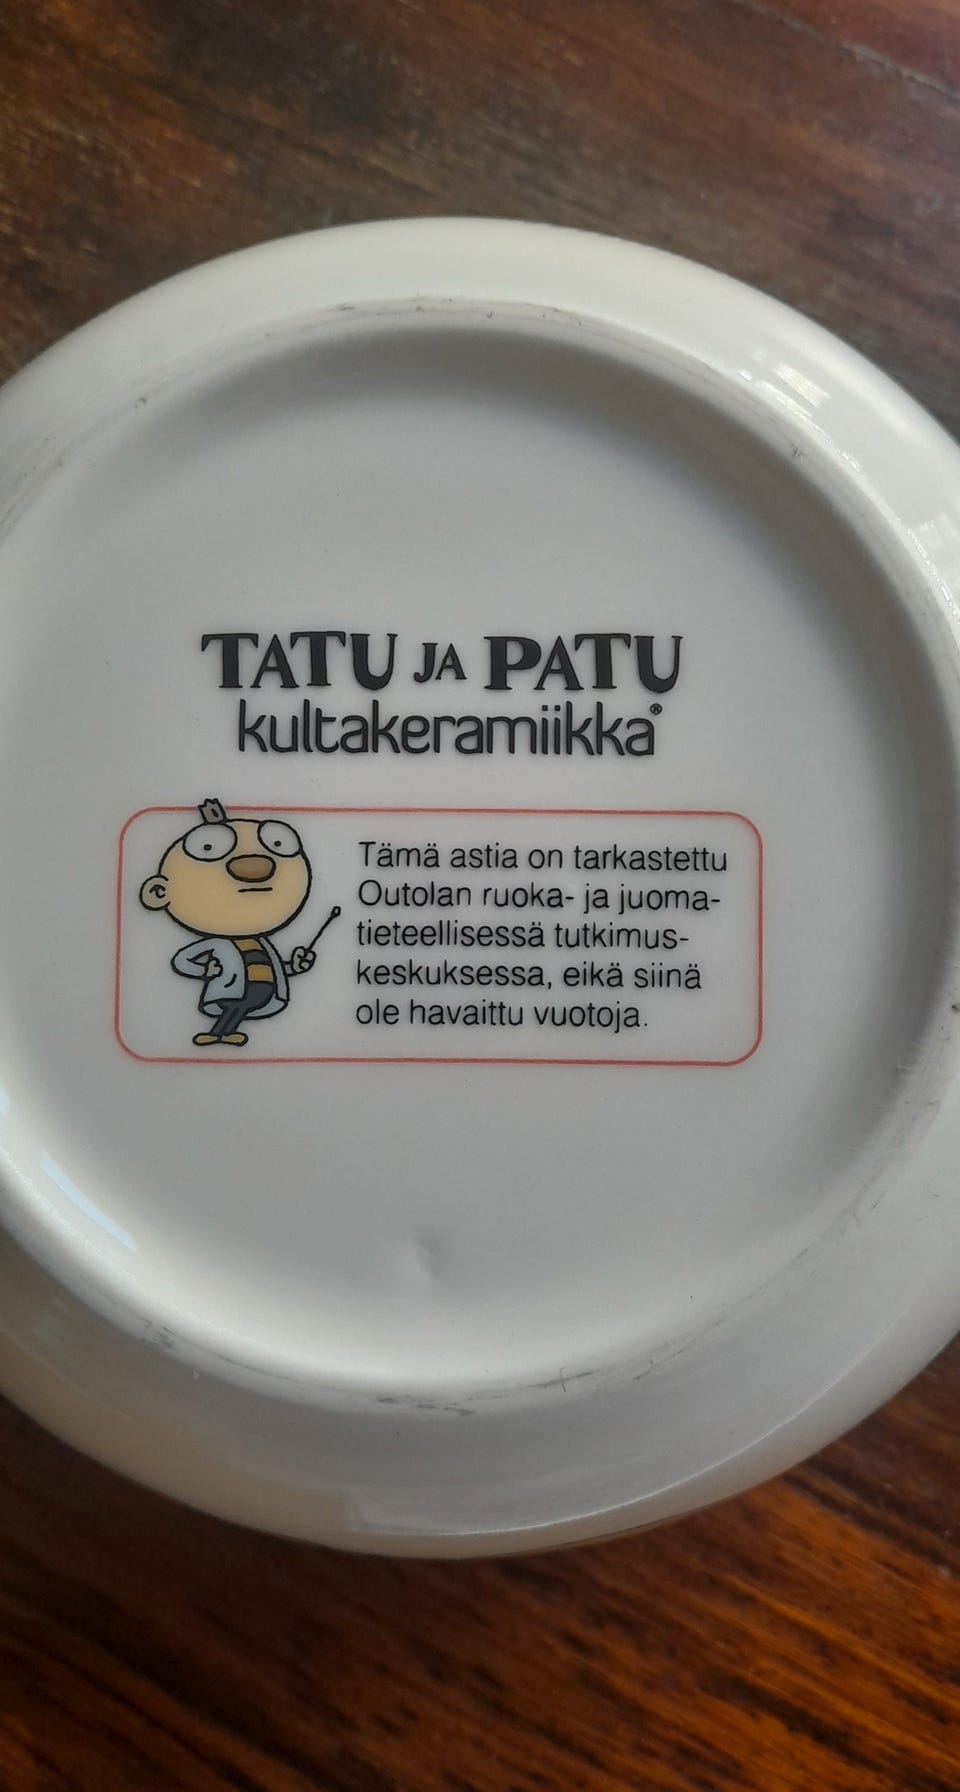 TATU JA PATU
kultakeramiikka®
Tämä astia on tarkastettu
Outolan ruoka- ja juoma-
tieteellisessä tutkimus-
keskuksessa, eikä siinä
ole havaittu vuotoja.